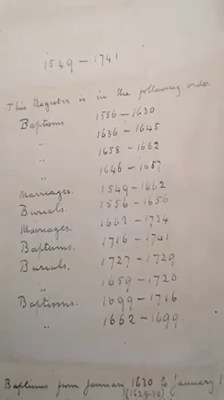 1549 – 1741
This Register is in the following order
Baptisms 1556 – 1630
" 1636 – 1645
" 1658 – 1662
" 1646 – 1657
Marriages. 1549 – 1662
Burials. 1556 – 1656
Marriages. 1662 – 1734
Baptisms. 1716 – 1741
Burials. 1727 – 1729
1659 – 1720
Baptisms. 1699 – 1716
" 1662 – 1699.
Baptisms from January 1630 to January